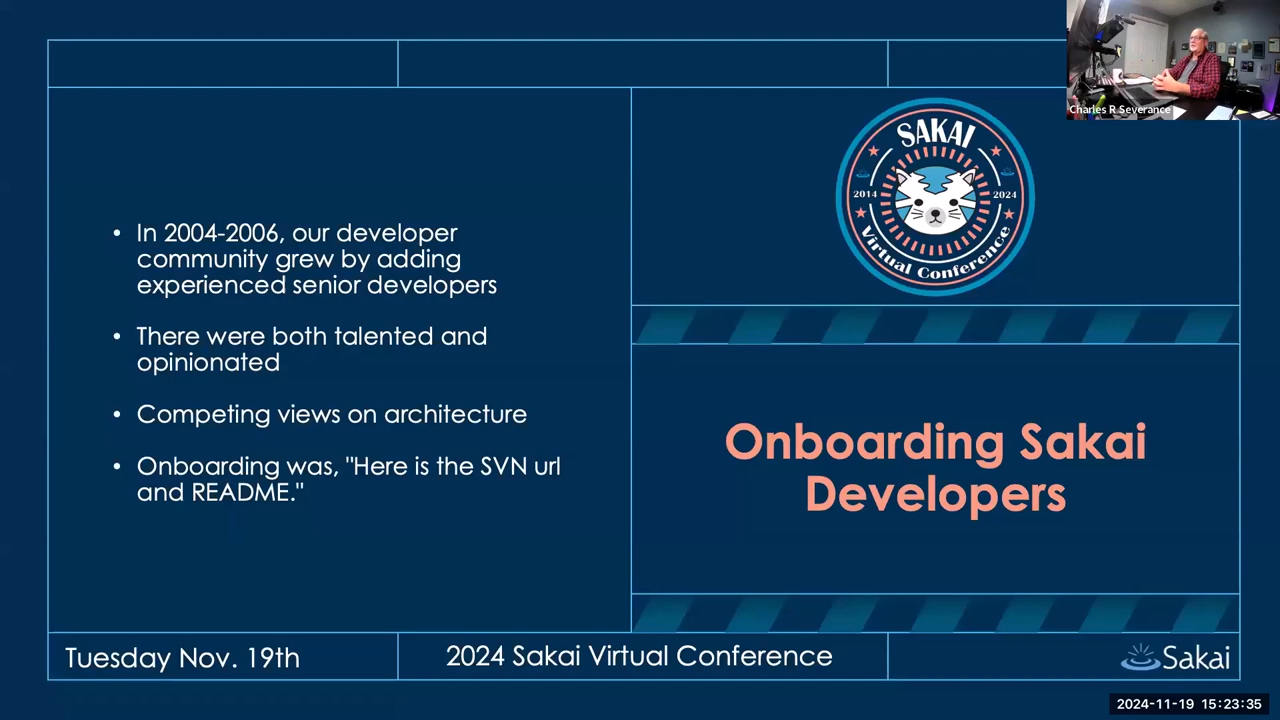 Charles R Severance
SAKAI
2014
2024
Virtual Conference
• In 2004-2006, our developer
community grew by adding
experienced senior developers
• There were both talented and
opinionated
• Competing views on architecture
• Onboarding was, "Here is the SVN url
and README."
Onboarding Sakai
Developers
Tuesday Nov. 19th
2024 Sakai Virtual Conference
Sakai
2024-11-19 15:23:35